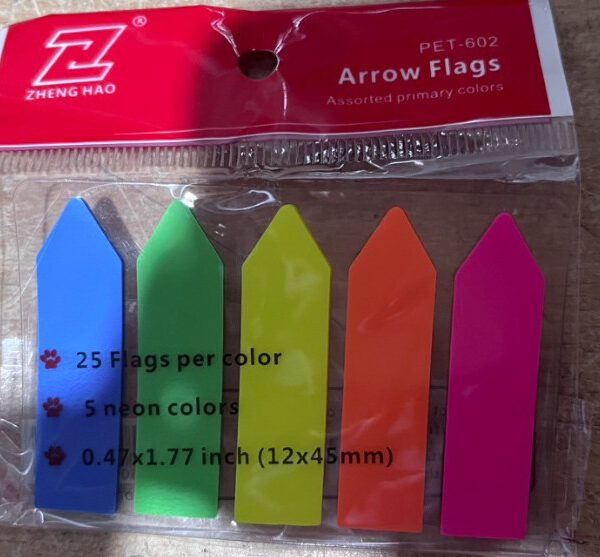 ®
ZHENG HAO
PET-602
Arrow Flags
Assorted primary colors
25 Flags per color
5 neon colors
0.47x1.77 inch (12x45mm)